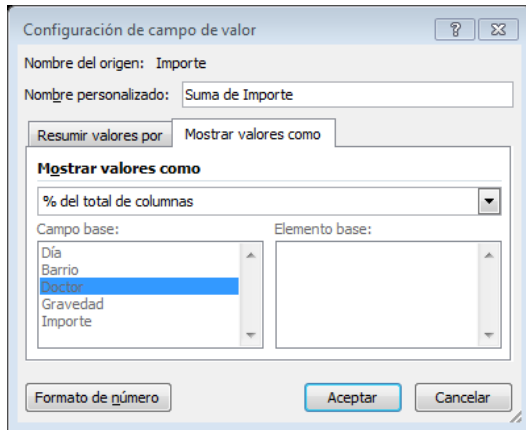 Configuración de campo de valor
Nombre del origen: Importe
Nombre personalizado: Suma de Importe
Resumir valores por Mostrar valores como
Mostrar valores como
% del total de columnas
Campo base: Elemento base:
Día
Barrio
Doctor
Gravedad
Importe
Formato de número Aceptar Cancelar